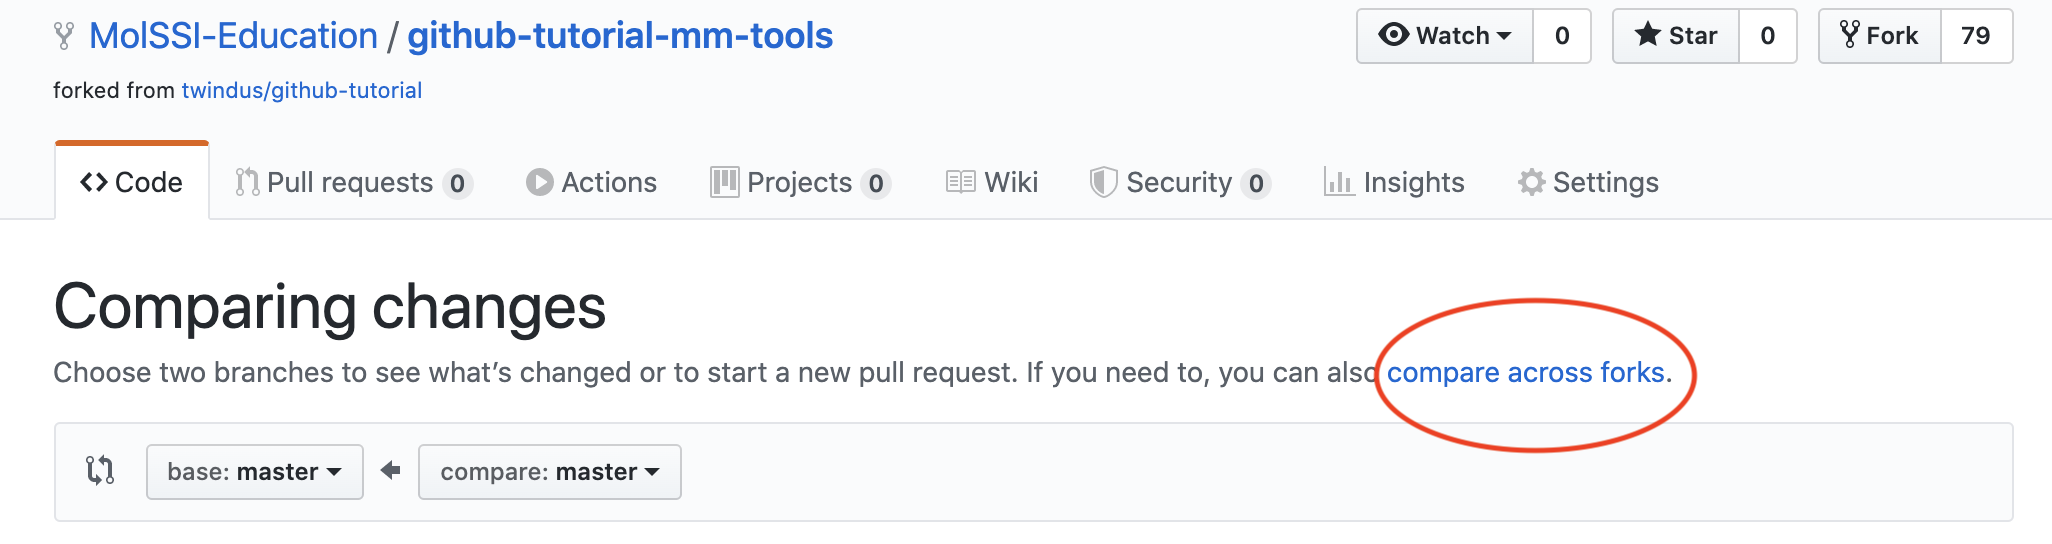 MolSSI-Education / github-tutorial-mm-tools
Watch 0 Star 0 Fork 79
forked from twindus/github-tutorial
Code Pull requests 0 Actions Projects 0 Wiki Security 0 Insights Settings
Comparing changes
Choose two branches to see what’s changed or to start a new pull request. If you need to, you can also compare across forks.
base: master compare: master